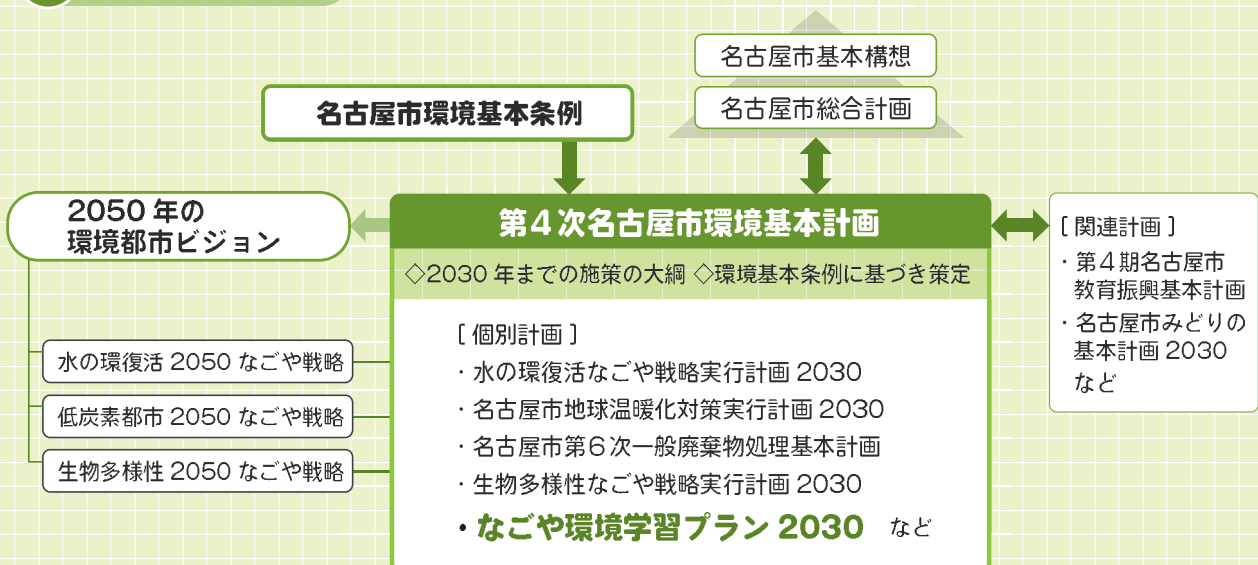 名古屋市基本構想
名古屋市総合計画
名古屋市環境基本条例
2050 年の
環境都市ビジョン
第4次名古屋市環境基本計画
◇2030 年までの施策の大綱 ◇環境基本条例に基づき策定
[ 個別計画 ]
・水の環復活なごや戦略実行計画 2030
・名古屋市地球温暖化対策実行計画 2030
・名古屋市第6次一般廃棄物処理基本計画
・生物多様性なごや戦略実行計画 2030
・なごや環境学習プラン 2030 など
水の環復活 2050 なごや戦略
低炭素都市 2050 なごや戦略
生物多様性 2050 なごや戦略
[ 関連計画 ]
・第4期名古屋市
教育振興基本計画
・名古屋市みどりの
基本計画 2030
など